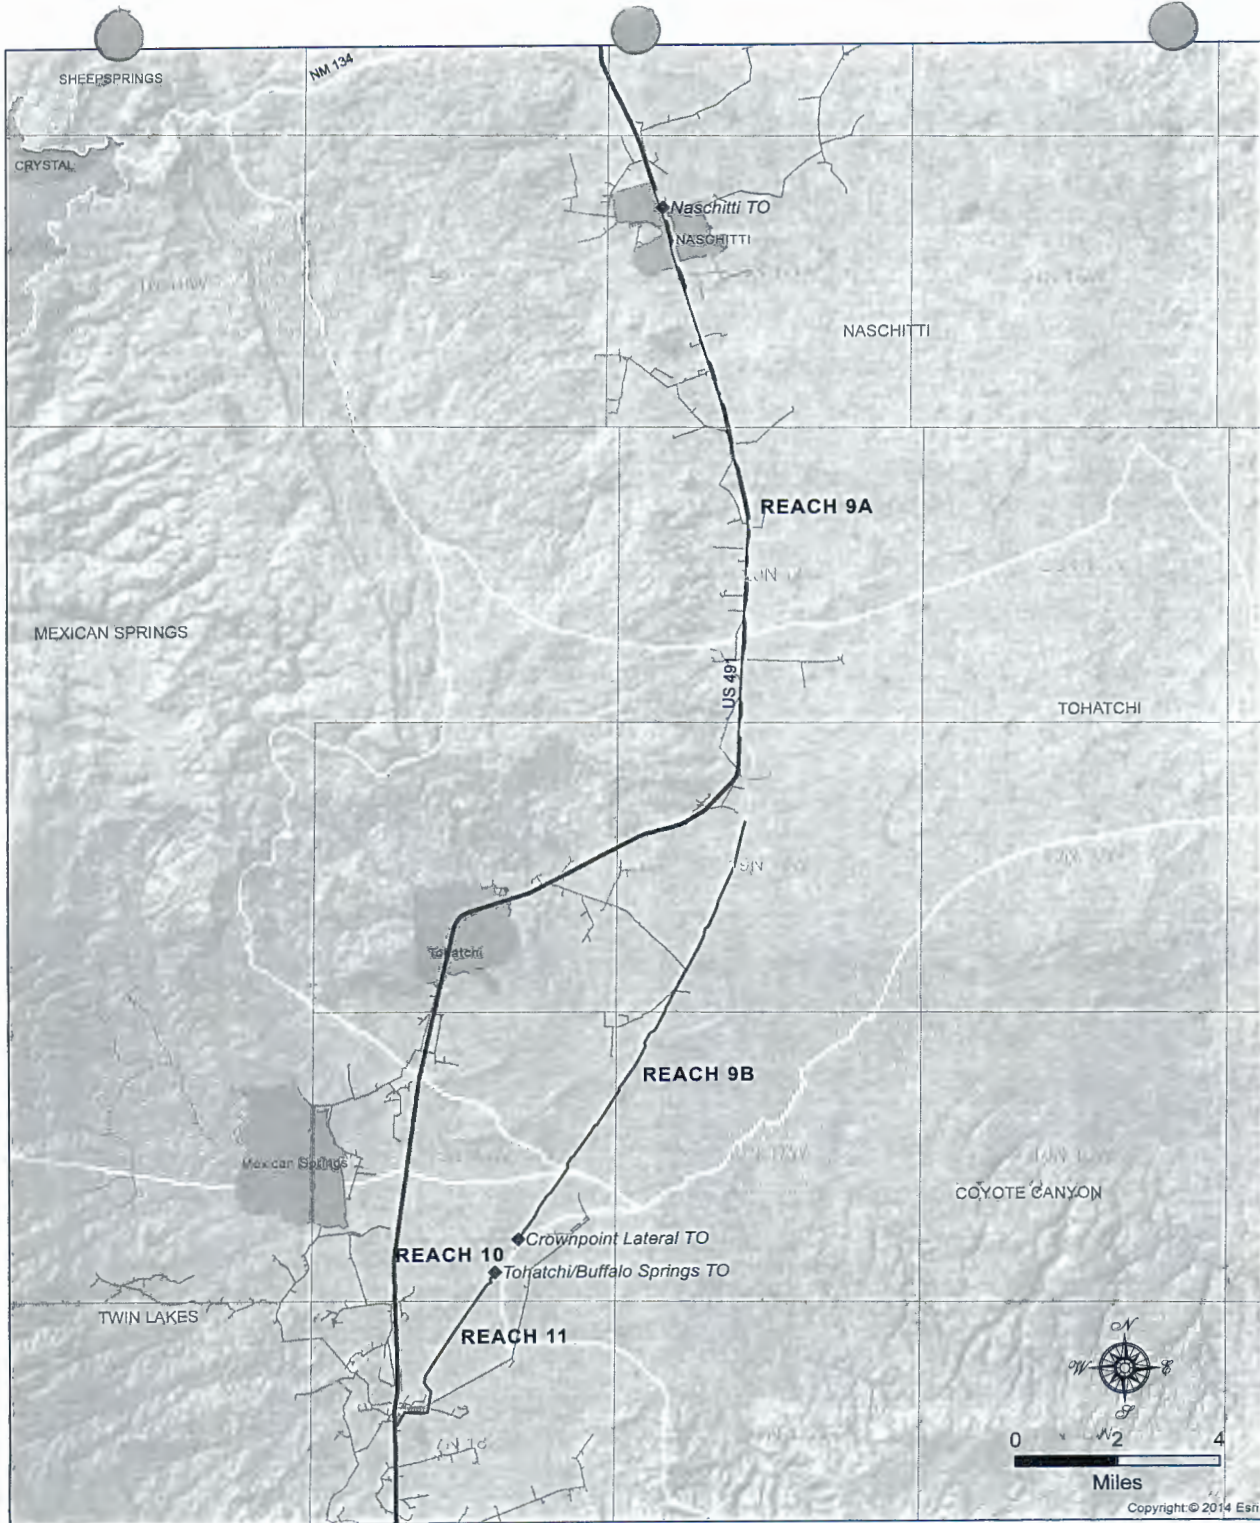 SHEEPSPRINGS
NM 134
CRYSTAL
Naschitti TO
NASCHITTI
NASCHITTI
REACH 9A
MEXICAN SPRINGS
US 491
TOHATCHI
Tohatchi
REACH 9B
Mexican Springs
COYOTE CANYON
Crownpoint Lateral TO
REACH 10
Tohatchi/Buffalo Springs TO
TWIN LAKES
REACH 11
N
E
S
0 2 4
Miles
Copyright:© 2014 Esri